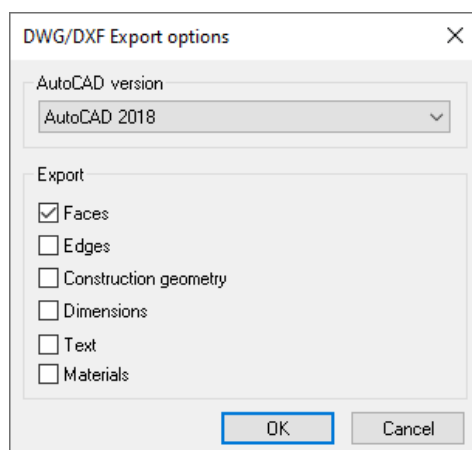 DWG/DXF Export options
AutoCAD version
AutoCAD 2018
Export
Faces
Edges
Construction geometry
Dimensions
Text
Materials
OK Cancel